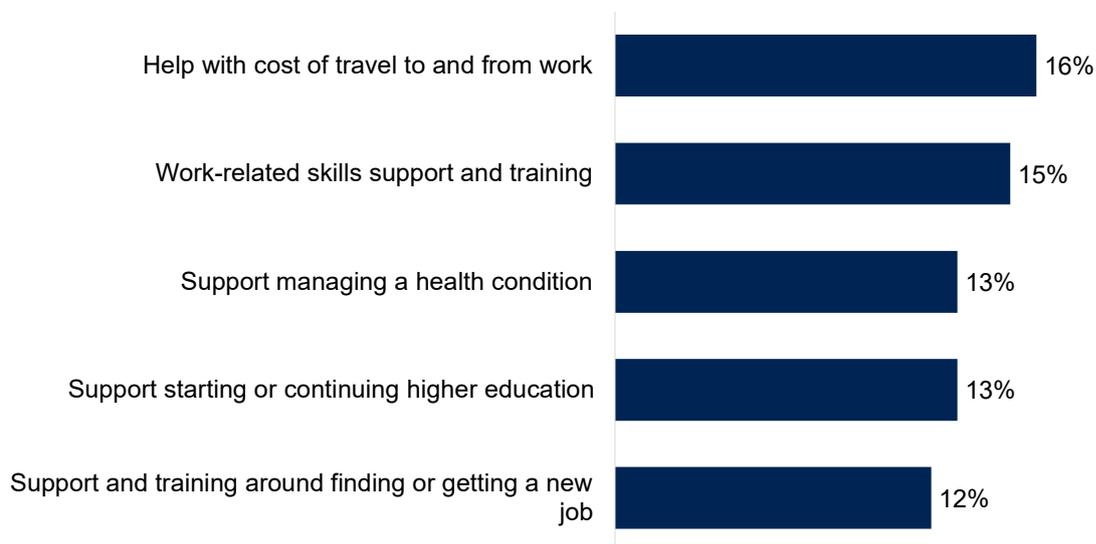 Help with cost of travel to and from work 16%
Work-related skills support and training 15%
Support managing a health condition 13%
Support starting or continuing higher education 13%
Support and training around finding or getting a new
job 12%